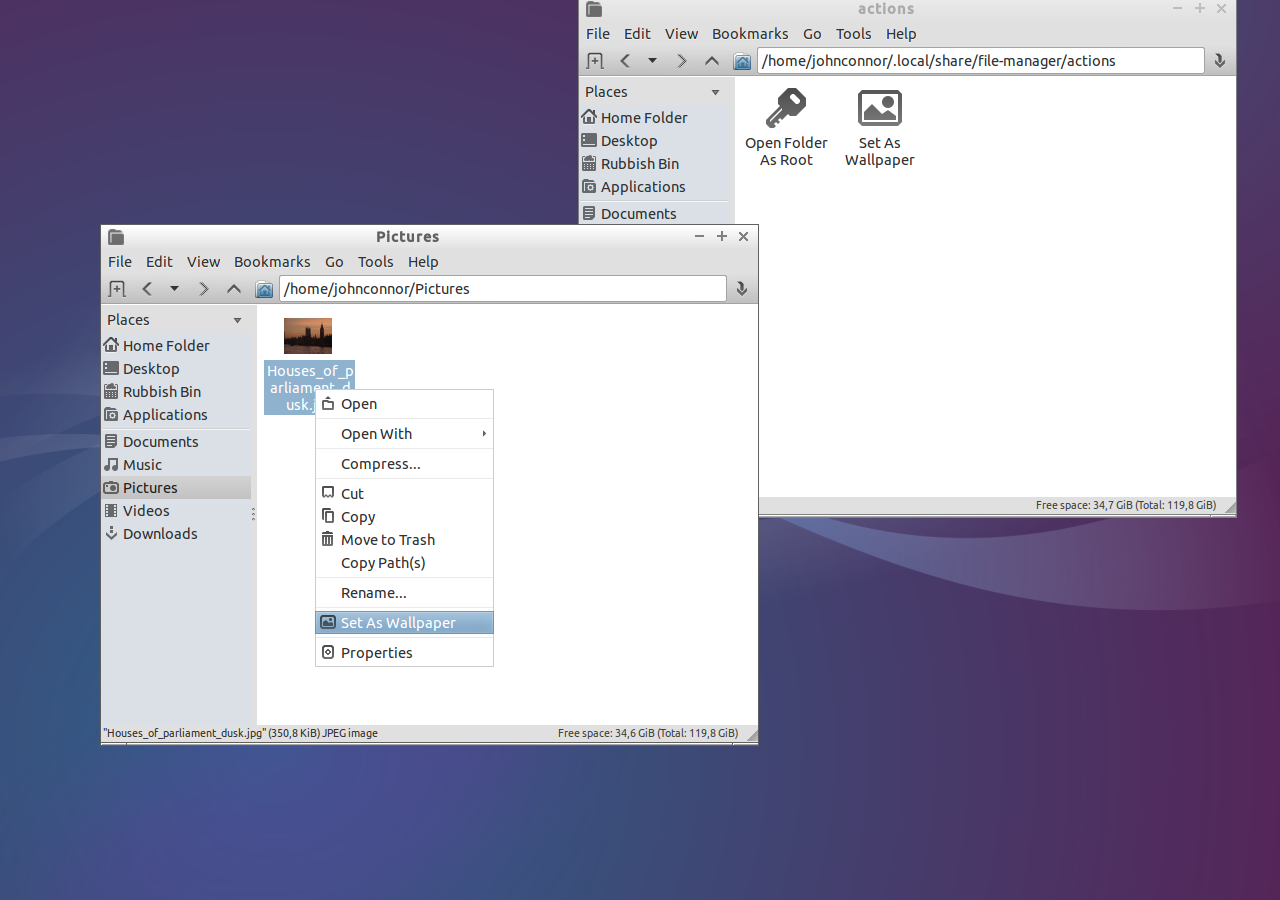 actions
File Edit View Bookmarks Go Tools Help
/home/johnconnor/.local/share/file-manager/actions
Places
Home Folder
Desktop
Rubbish Bin
Applications
Documents
Open Folder
As Root
Set As
Wallpaper
Free space: 34,7 GiB (Total: 119,8 GiB)
Pictures
File Edit View Bookmarks Go Tools Help
/home/johnconnor/Pictures
Places
Home Folder
Desktop
Rubbish Bin
Applications
Documents
Music
Pictures
Videos
Downloads
Houses_of_p
arliament_d
usk.j
Open
Open With
Compress...
Cut
Copy
Move to Trash
Copy Path(s)
Rename...
Set As Wallpaper
Properties
"Houses_of_parliament_dusk.jpg" (350,8 KiB) JPEG image
Free space: 34,6 GiB (Total: 119,8 GiB)